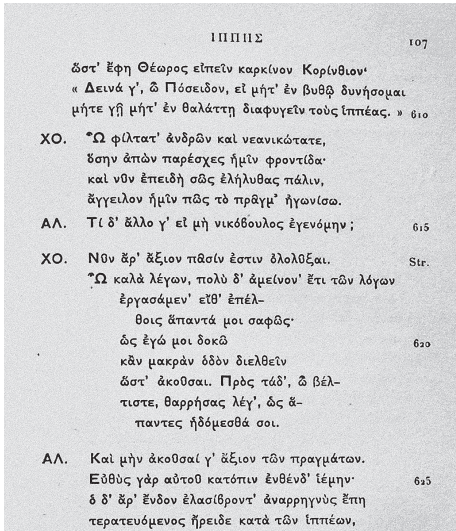 ΙΠΠΗΣ 107
ὥστ’ ἔφη Θέωρος εἰπεῖν καρκίνον Κορίνθιον·
« Δεινά γ’, ὦ Πόσειδον, εἰ μήτ’ ἐν βυθῷ δυνήσομαι
μήτε γῇ μήτ’ ἐν θαλάττῃ διαφυγεῖν τοὺς ἱππέας. » 610
ΧΟ. Ὦ φίλτατ’ ἀνδρῶν καὶ νεανικώτατε,
ὅσην ἀπὼν παρέσχες ἡμῖν φροντίδα·
καὶ νῦν ἐπειδὴ σῶς ἐλήλυθας πάλιν,
ἄγγειλον ἡμῖν πῶς τὸ πρᾶγμ’ ἠγωνίσω.
ΑΛ. Τί δ’ ἄλλο γ’ εἰ μὴ νικόβουλος ἐγενόμην ; 615
ΧΟ. Νῦν ἄρ’ ἄξιον πᾶσίν ἐστιν ὀλολύξαι. Str.
Ὦ καλὰ λέγων, πολὺ δ’ ἀμείνον’ ἔτι τῶν λόγων
ἐργασάμεν’ εἴθ’ ἐπέλ–
θοις ἅπαντά μοι σαφῶς·
ὡς ἐγώ μοι δοκῶ 620
κἂν μακρὰν ὁδὸν διελθεῖν
ὥστ’ ἀκοῦσαι. Πρὸς τάδ’, ὦ βέλ–
τιστε, θαρρήσας λέγ’, ὡς ἅ–
παντες ἡδόμεσθά σοι.
ΑΛ. Καὶ μὴν ἀκοῦσαί γ’ ἄξιον τῶν πραγμάτων.
Εὐθὺς γὰρ αὐτοῦ κατόπιν ἐνθένδ’ ἱέμην· 625
ὁ δ’ ἄρ’ ἔνδον ἐλασίβροντ’ ἀναρρηγνὺς ἔπη
τερατευόμενος ἤρειδε κατὰ τῶν ἱππέων,